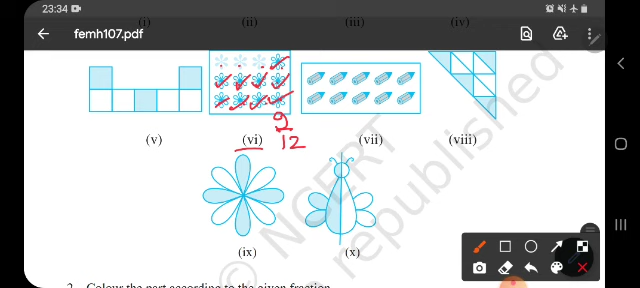 23:34
(i) (ii) (iii) (iv)
femh107.pdf
9
12
(v) (vi) (vii) (viii)
(ix) (x)
© NCERT
republished
2. Colour the part according to the given fraction.